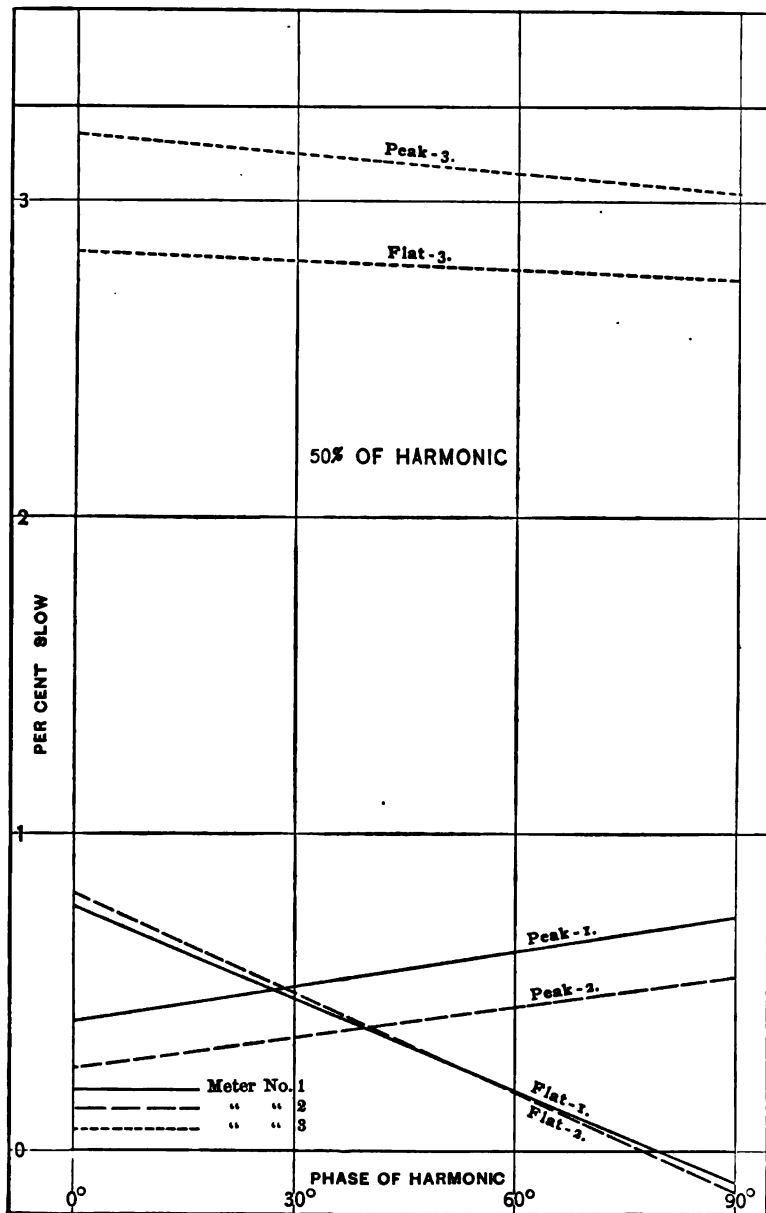 Peak-3.
3
Flat-3.
50% OF HARMONIC
2
PER CENT SLOW
1
Peak-1.
Peak-2.
Meter No. 1
" " 2
" " 3
Flat-1.
Flat-2.
0
PHASE OF HARMONIC
0° 30° 60° 90°